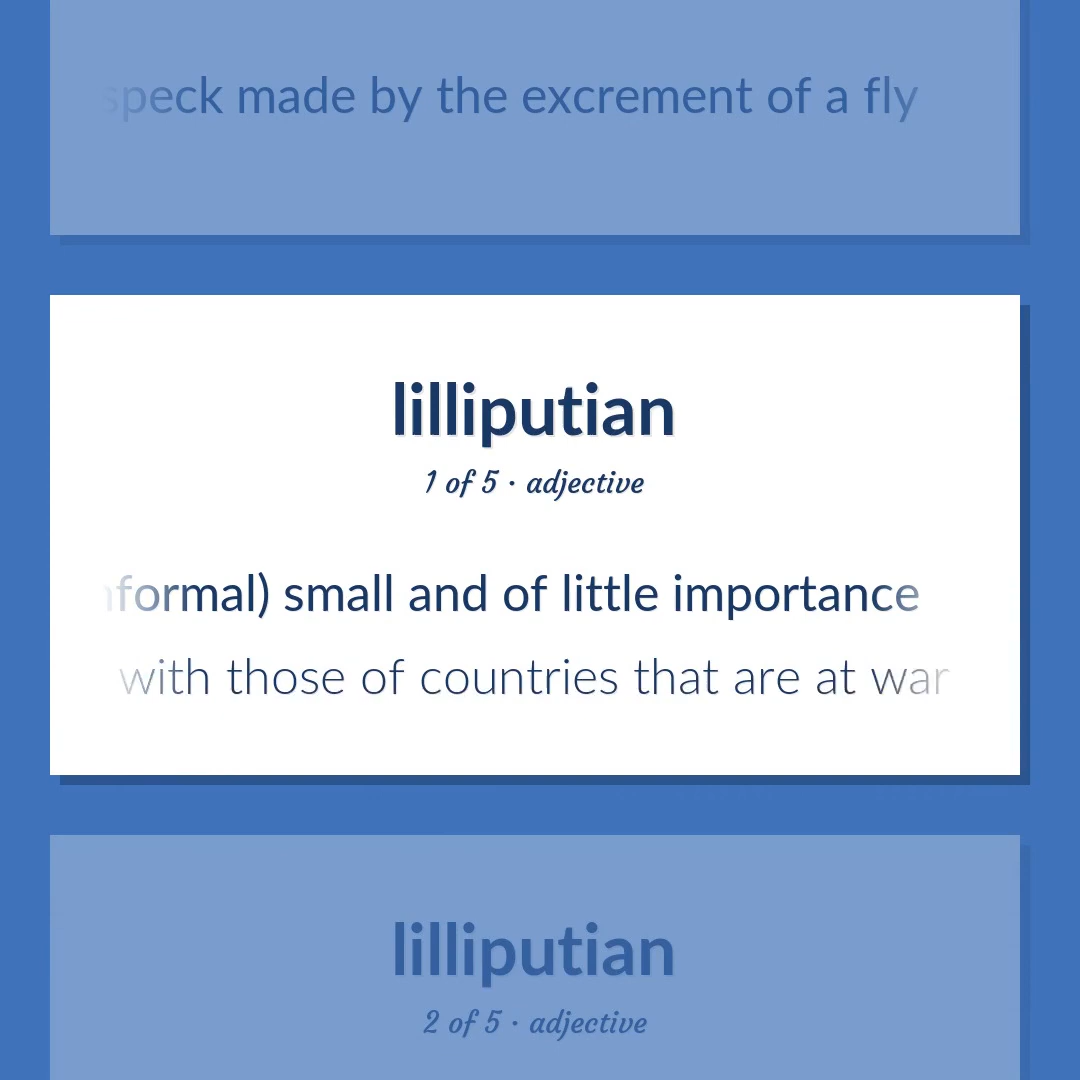 speck made by the excrement of a fly
lilliputian
1 of 5 · adjective
nformal) small and of little importance
with those of countries that are at war
lilliputian
2 of 5 · adjective